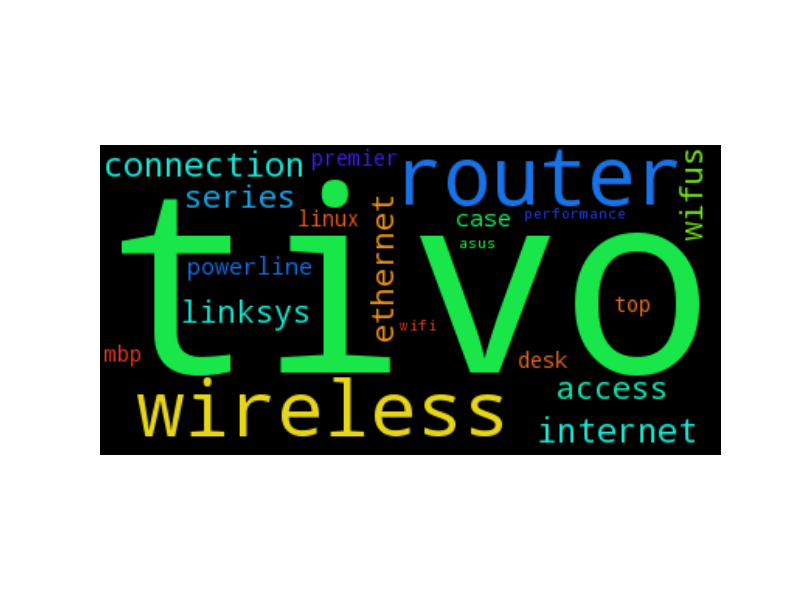 connection
premier
router
wifus
series
linux
ethernet
case
performance
asus
tivo
powerline
linksys
wifi
top
mbp
desk
wireless
access
internet